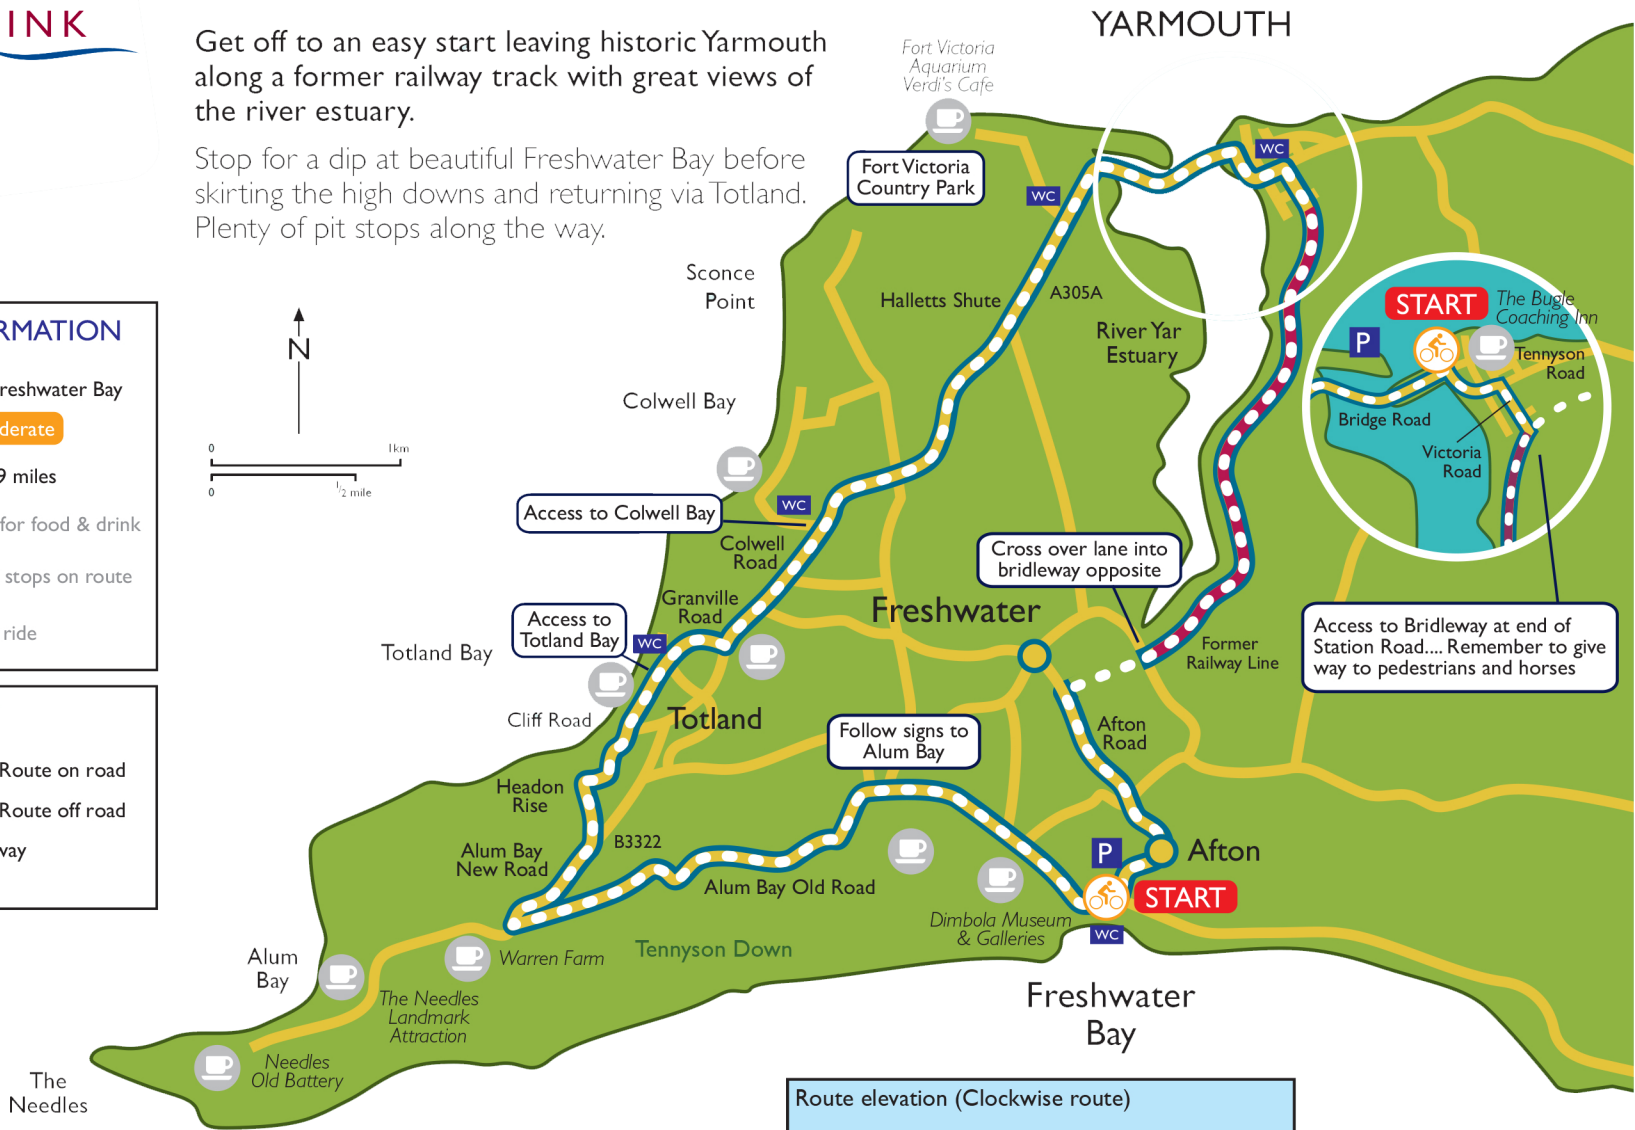 INK
Get off to an easy start leaving historic Yarmouth
along a former railway track with great views of
the river estuary.
Stop for a dip at beautiful Freshwater Bay before
skirting the high downs and returning via Totland.
Plenty of pit stops along the way.
YARMOUTH
Fort Victoria
Aquarium
Verdi's Cafe
Fort Victoria
Country Park
WC
WC
Sconce
Point
Halletts Shute
A305A
River Yar
Estuary
START
The Bugle
Coaching Inn
P
Tennyson
Road
Bridge Road
Victoria
Road
RMATION
reshwater Bay
derate
9 miles
for food & drink
stops on route
ride
N
0
1km
0
1/2 mile
Colwell Bay
Access to Colwell Bay
WC
Colwell
Road
Cross over lane into
bridleway opposite
Granville
Road
Freshwater
Access to
Totland Bay
WC
Totland Bay
Former
Railway Line
Access to Bridleway at end of
Station Road.... Remember to give
way to pedestrians and horses
Cliff Road
Totland
Follow signs to
Alum Bay
Afton
Road
Route on road
Route off road
way
Headon
Rise
B3322
Alum Bay
New Road
Alum Bay Old Road
P
Afton
START
WC
Dimbola Museum
& Galleries
Tennyson Down
Warren Farm
Alum
Bay
The Needles
Landmark
Attraction
Freshwater
Bay
Needles
Old Battery
The
Needles
Route elevation (Clockwise route)